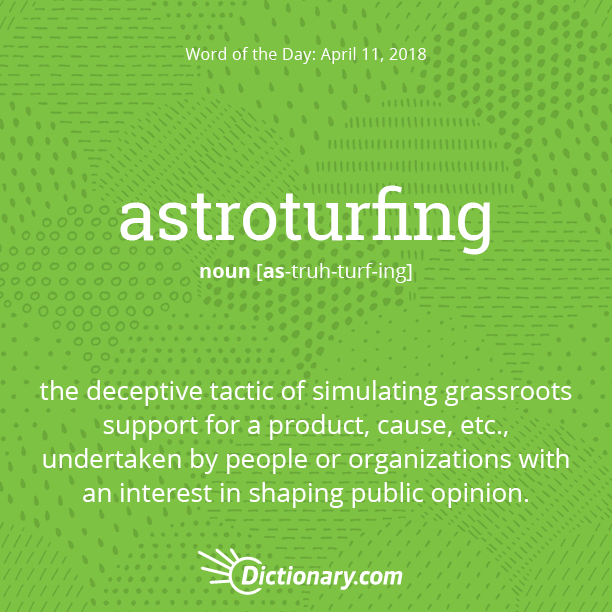 Word of the Day: April 11, 2018
astroturfing
noun [as-truh-turf-ing]
the deceptive tactic of simulating grassroots
support for a product, cause, etc.,
undertaken by people or organizations with
an interest in shaping public opinion.
Dictionary.com